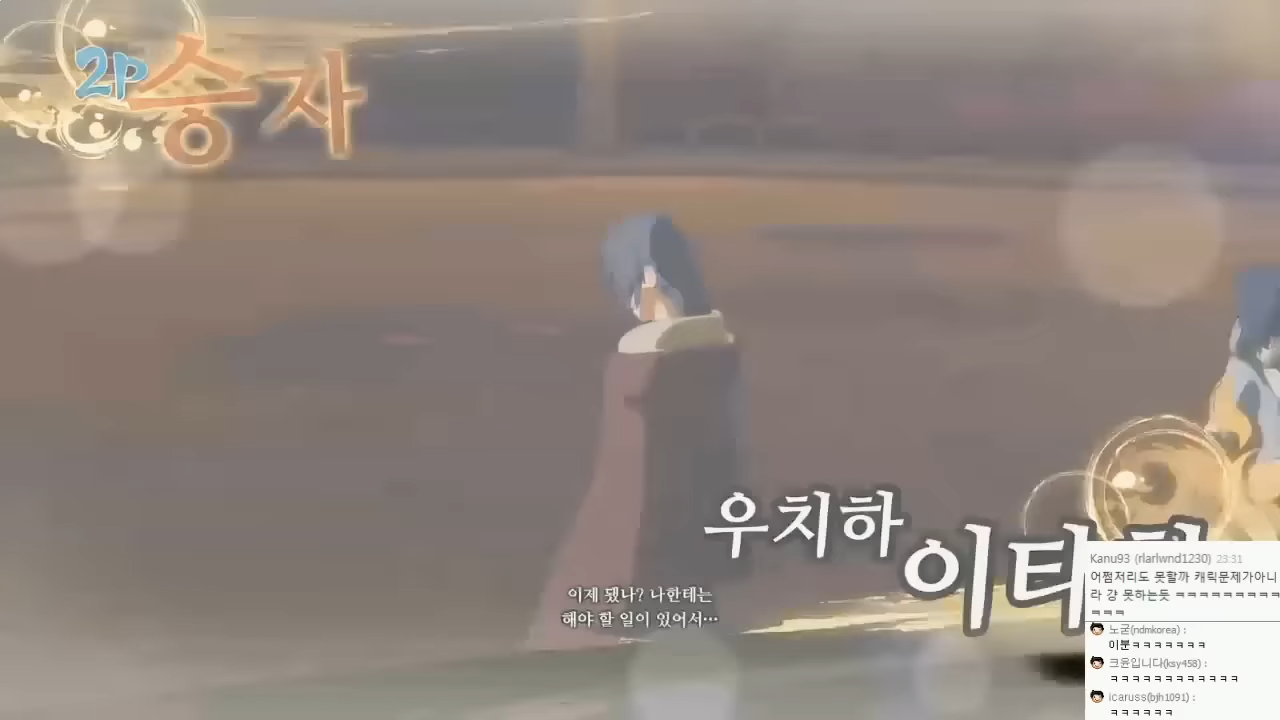 2P 승자
우치하
이타
이제 됐나? 나한테는
해야 할 일이 있어서…
Kanu93 (rlarlwnd1230) 23:31
어쩜저리도 못할까 캐릭문제가아니
라 걍 못하는듯 ㅋㅋㅋㅋㅋㅋㅋㅋㅋ
ㅋㅋㅋ
노굳(ndmkorea) :
이분ㅋㅋㅋㅋㅋㅋㅋ
크윤입니다(ksy458) :
ㅋㅋㅋㅋㅋㅋㅋㅋㅋㅋㅋㅋ
icaruss(bjh1091) :
ㅋㅋㅋㅋㅋㅋ